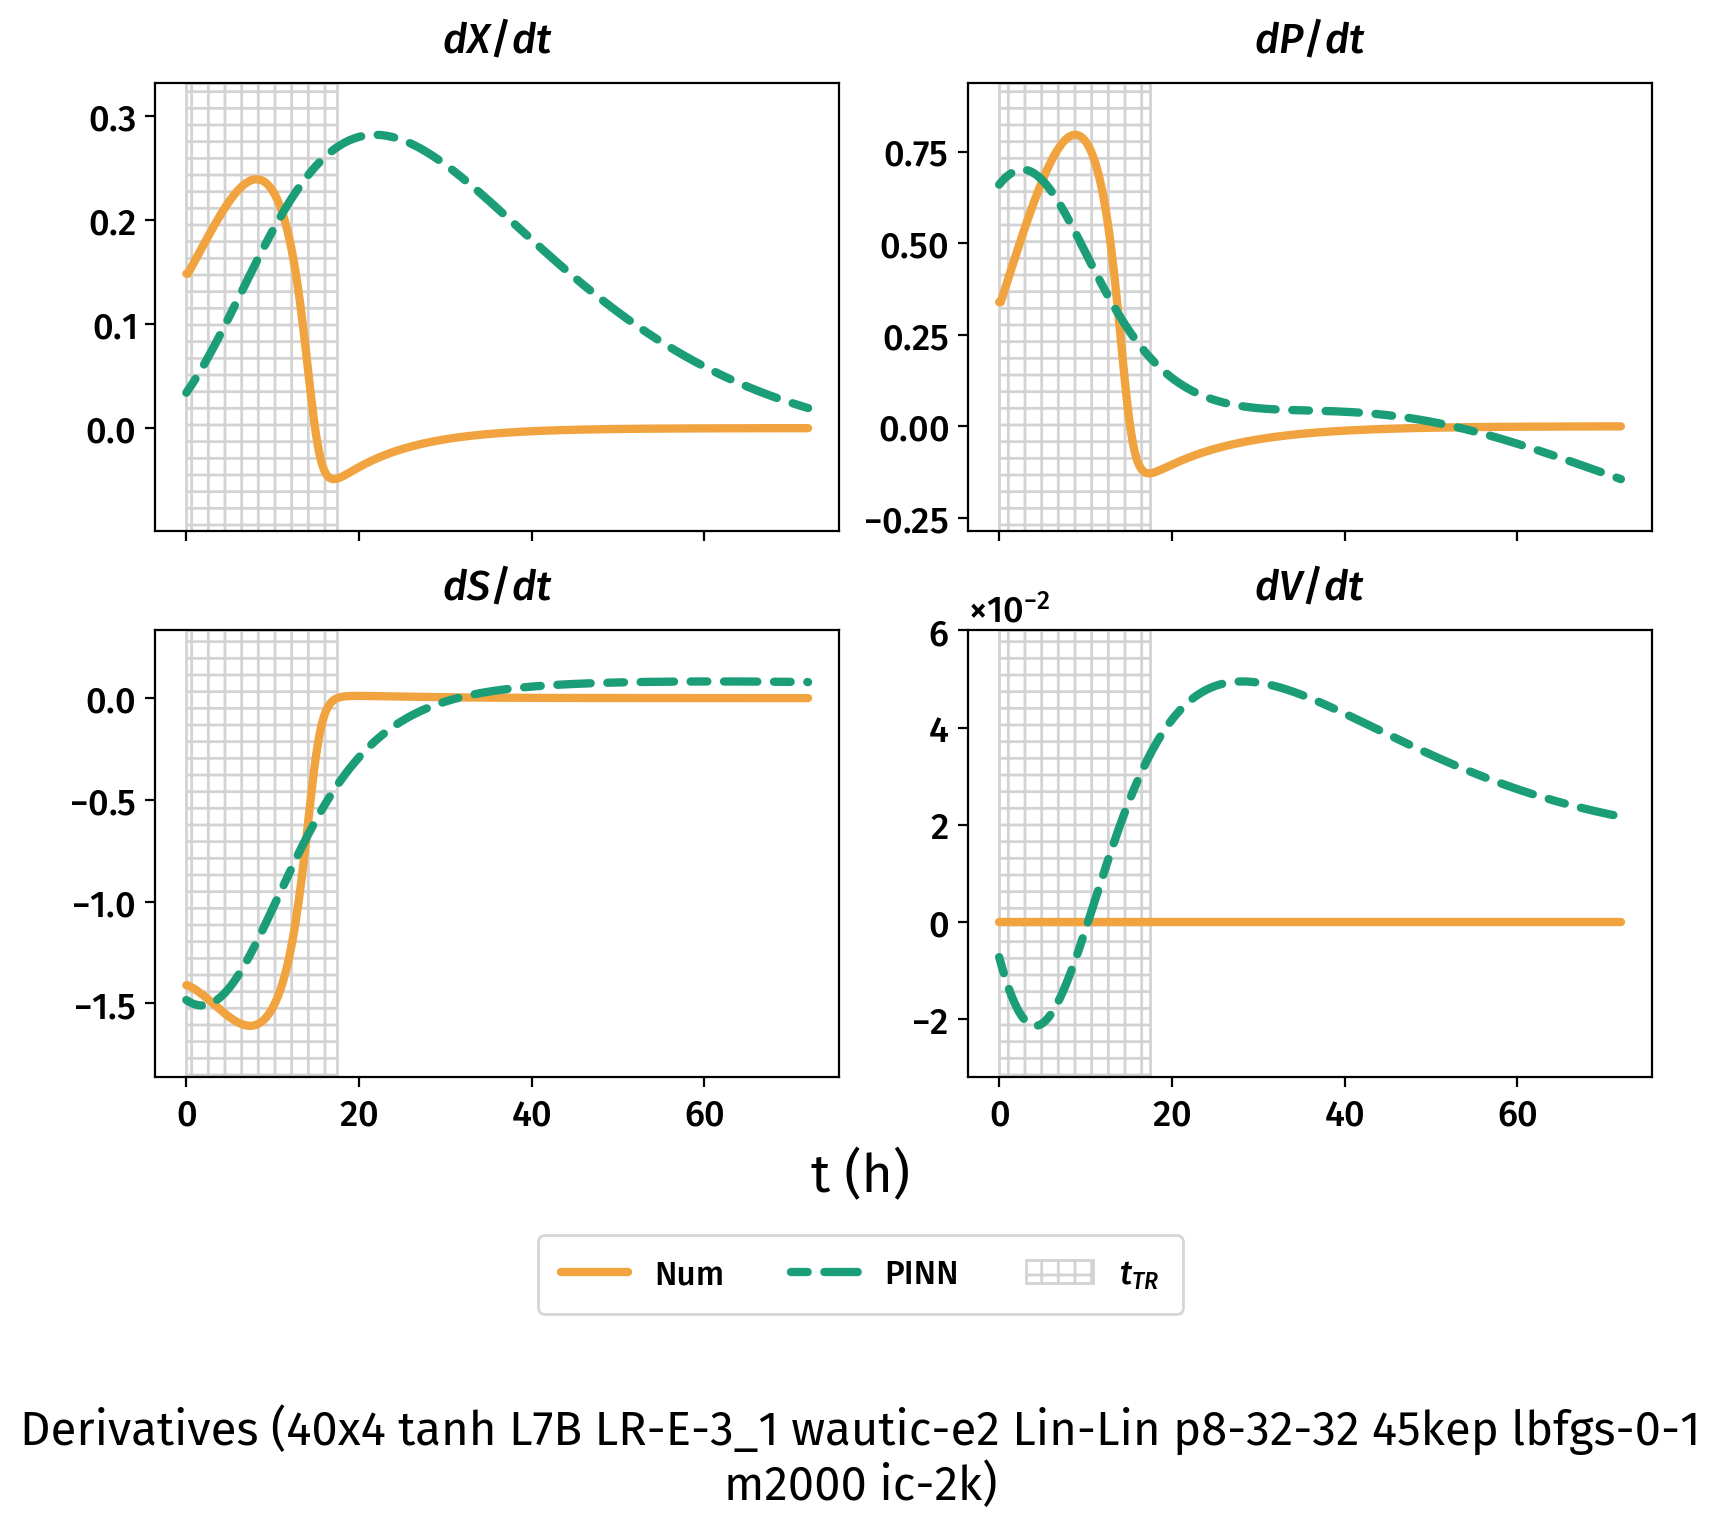 dX/dt
dP/dt
0.3
0.2
0.1
0.0
0.75
0.50
0.25
0.00
−0.25
dS/dt
dV/dt
×10⁻²
0.0
−0.5
−1.0
−1.5
6
4
2
0
−2
0 20 40 60
0 20 40 60
t (h)
Num PINN t_TR
Derivatives (40x4 tanh L7B LR-E-3_1 wautic-e2 Lin-Lin p8-32-32 45kep lbfgs-0-1
m2000 ic-2k)